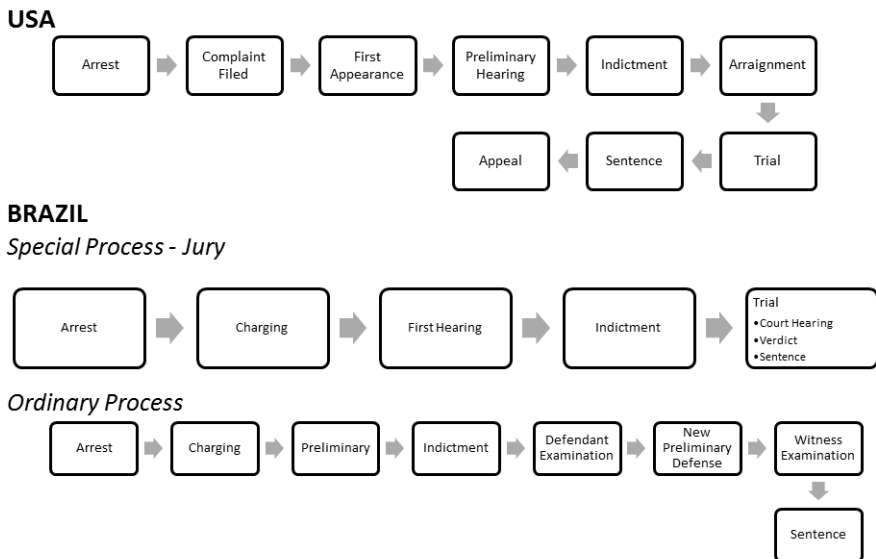 USA
Arrest
Complaint
Filed
First
Appearance
Preliminary
Hearing
Indictment
Arraignment
Appeal
Sentence
Trial
BRAZIL
Special Process - Jury
Arrest
Charging
First Hearing
Indictment
Trial
•Court Hearing
•Verdict
•Sentence
Ordinary Process
Arrest
Charging
Preliminary
Indictment
Defendant
Examination
New
Preliminary
Defense
Witness
Examination
Sentence